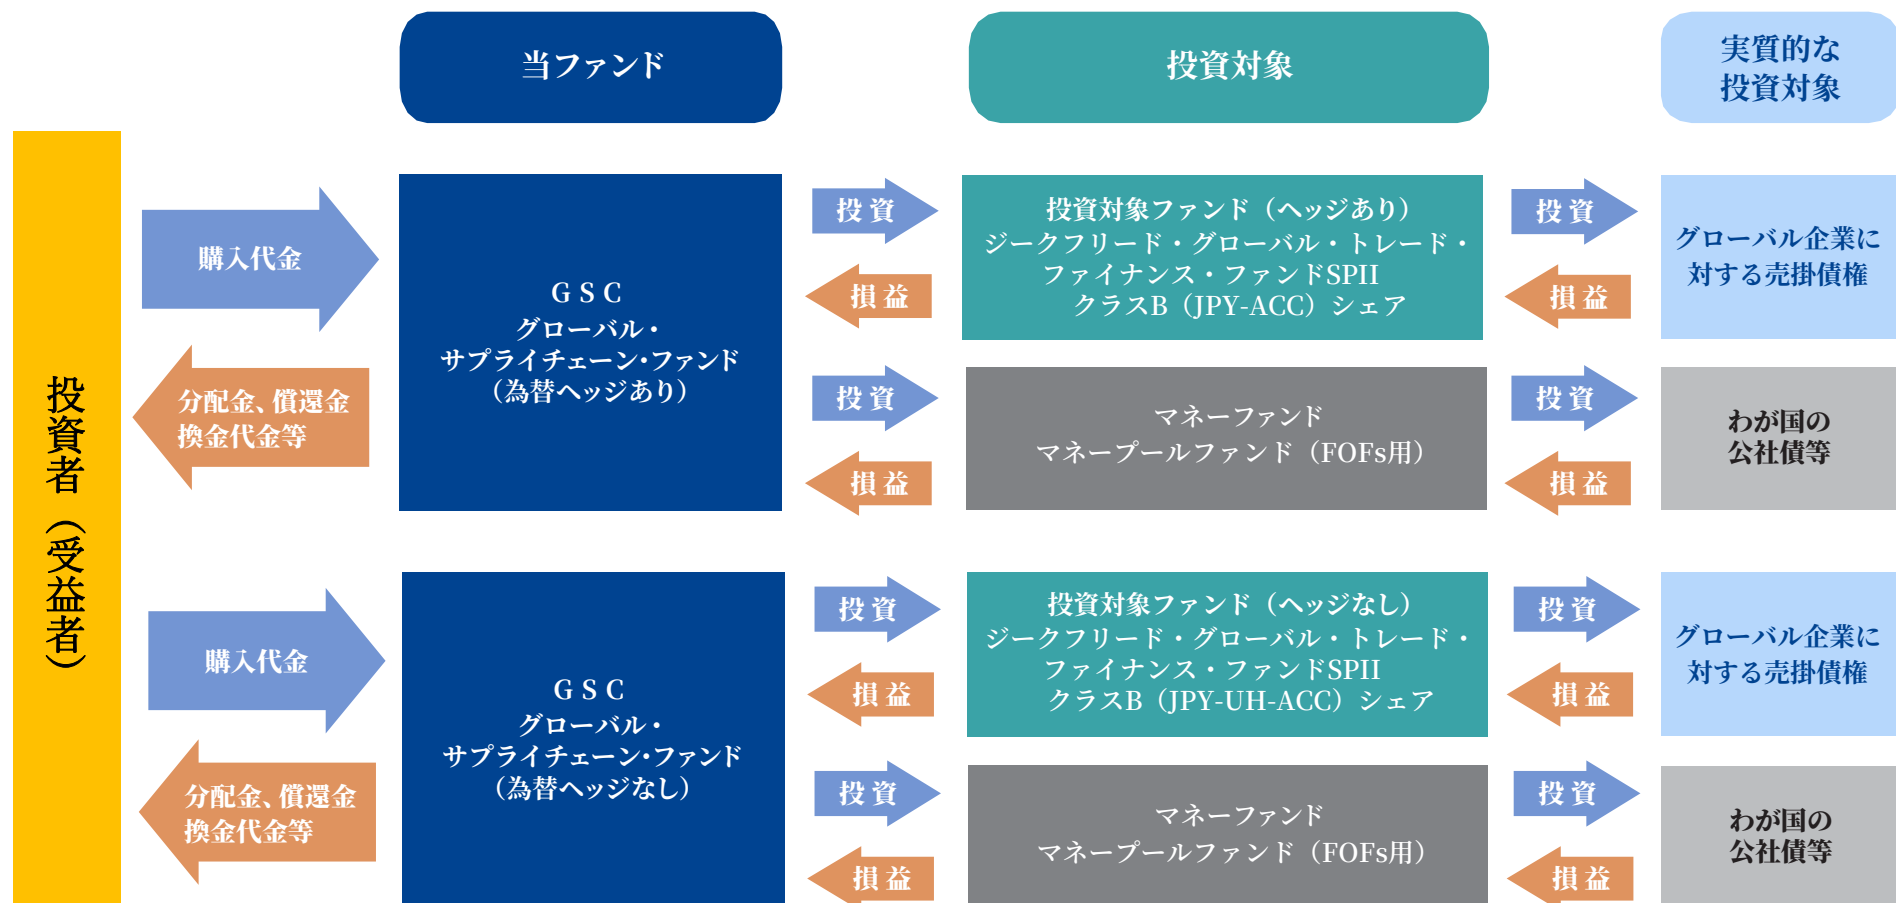 当ファンド
投資対象
実質的な
投資対象
投資者（受益者）
購入代金
分配金、償還金
換金代金等
GSC
グローバル・
サプライチェーン・ファンド
（為替ヘッジあり）
投資
損益
投資
損益
投資対象ファンド（ヘッジあり）
ジークフリード・グローバル・トレード・
ファイナンス・ファンドSPII
クラスB（JPY-ACC）シェア
マネーファンド
マネープールファンド（FOFs用）
投資
損益
投資
損益
グローバル企業に
対する売掛債権
わが国の
公社債等
購入代金
分配金、償還金
換金代金等
GSC
グローバル・
サプライチェーン・ファンド
（為替ヘッジなし）
投資
損益
投資
損益
投資対象ファンド（ヘッジなし）
ジークフリード・グローバル・トレード・
ファイナンス・ファンドSPII
クラスB（JPY-UH-ACC）シェア
マネーファンド
マネープールファンド（FOFs用）
投資
損益
投資
損益
グローバル企業に
対する売掛債権
わが国の
公社債等